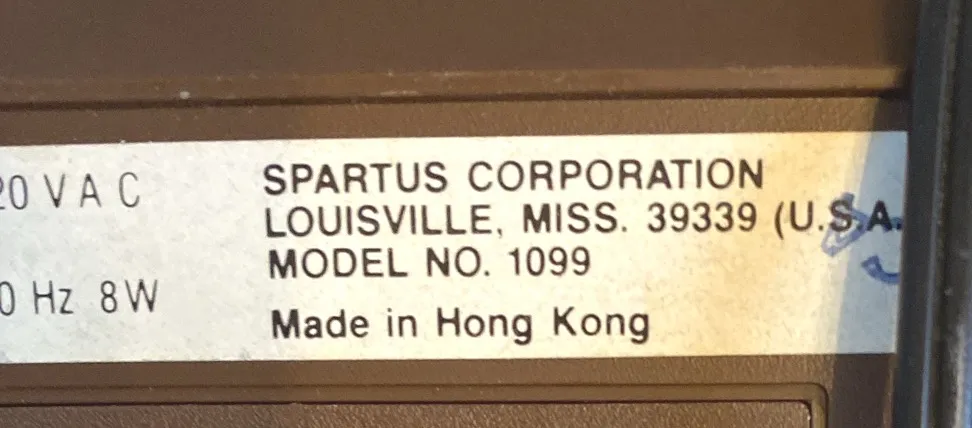 20 V A C
0 Hz 8W
SPARTUS CORPORATION
LOUISVILLE, MISS. 39339 (U.S.A.
MODEL NO. 1099
Made in Hong Kong